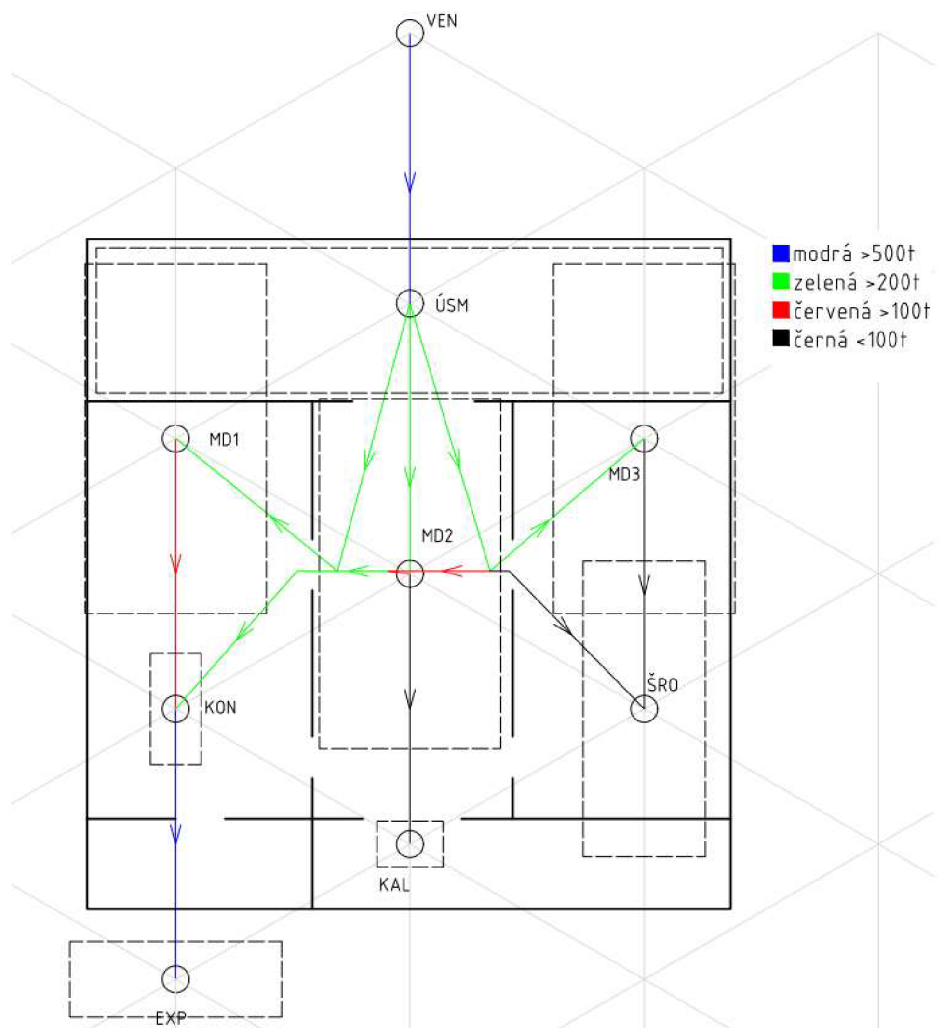 VEN
ÚSM
modrá >500t
zelená >200t
červená >100t
černá <100t
MD1
MD2
MD3
KON
ŠRO
KAL
EXP